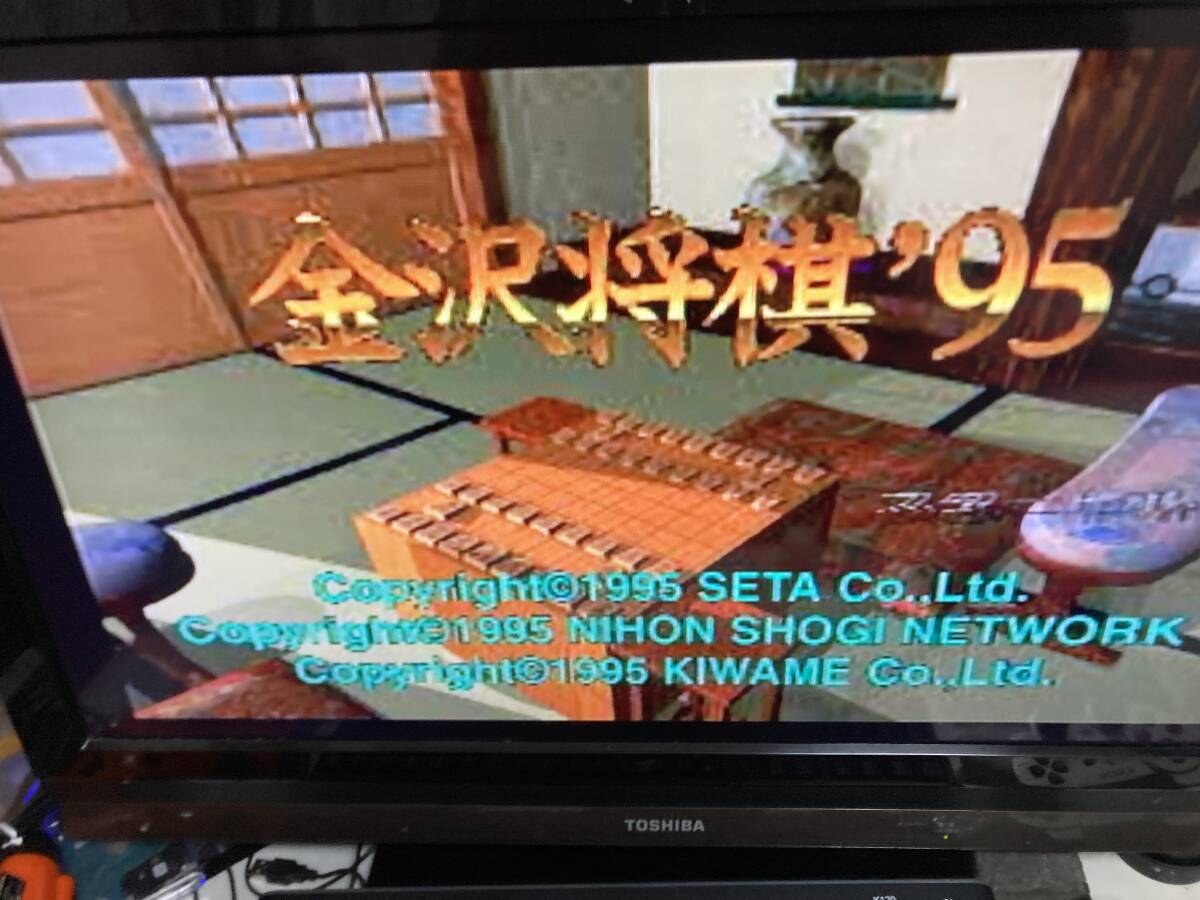 金沢将棋'95
Copyright©1995 SETA Co.,Ltd.
Copyright©1995 NIHON SHOGI NETWORK
Copyright©1995 KIWAME Co.,Ltd.
TOSHIBA